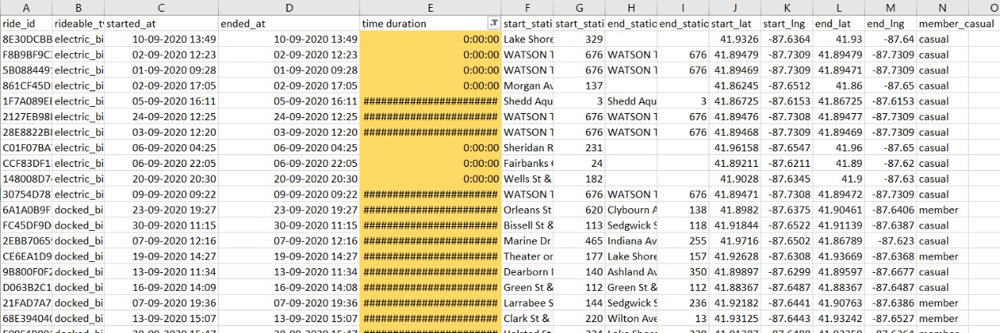 A B C D E F G H I J K L M N O
ride_id rideable_ty started_at ended_at time duration start_stati start_stati end_statio end_statio start_lat start_lng end_lat end_lng member_casual
8E30DCBB electric_bi 10-09-2020 13:49 10-09-2020 13:49 0:00:00 Lake Shore 329 41.9326 -87.6364 41.93 -87.64 casual
F8B9BF9C electric_bi 02-09-2020 12:23 02-09-2020 12:23 0:00:00 WATSON T 676 WATSON T 676 41.89479 -87.7309 41.89479 -87.7309 casual
5B088449 electric_bi 01-09-2020 09:28 01-09-2020 09:28 0:00:00 WATSON T 676 WATSON T 676 41.89469 -87.7309 41.89471 -87.7309 casual
861CF45D electric_bi 02-09-2020 17:05 02-09-2020 17:05 0:00:00 Morgan Av 137 41.86245 -87.6512 41.86 -87.65 casual
1F7A089E electric_bi 05-09-2020 16:11 05-09-2020 16:11 ####################### Shedd Aqu 3 Shedd Aqu 3 41.86725 -87.6153 41.86725 -87.6153 casual
2127EB98 electric_bi 24-09-2020 12:25 24-09-2020 12:25 ####################### WATSON T 676 WATSON T 676 41.89476 -87.7308 41.89477 -87.7309 casual
28E8822B electric_bi 03-09-2020 12:20 03-09-2020 12:20 ####################### WATSON T 676 WATSON T 676 41.89468 -87.7308 41.89469 -87.7309 casual
C01F07BA electric_bi 06-09-2020 04:25 06-09-2020 04:25 0:00:00 Sheridan R 231 41.96158 -87.6547 41.96 -87.65 casual
CCF83DF1 electric_bi 06-09-2020 22:05 06-09-2020 22:05 0:00:00 Fairbanks 24 41.89211 -87.6211 41.89 -87.62 casual
148008D7 electric_bi 20-09-2020 20:30 20-09-2020 20:30 0:00:00 Wells St & 182 41.9028 -87.6345 41.9 -87.63 casual
30754D78 electric_bi 09-09-2020 09:22 09-09-2020 09:22 ####################### WATSON T 676 WATSON T 676 41.89471 -87.7308 41.89472 -87.7309 casual
6A1A0B9F docked_bi 23-09-2020 19:27 23-09-2020 19:27 ####################### Orleans St 620 Clybourn A 138 41.8982 -87.6375 41.90461 -87.6406 member
FC45DF9D docked_bi 30-09-2020 11:15 30-09-2020 11:15 ####################### Bissell St & 113 Sedgwick S 118 41.91844 -87.6522 41.91139 -87.6387 casual
2EBB7065 docked_bi 07-09-2020 12:16 07-09-2020 12:16 ####################### Marine Dr 465 Indiana Av 255 41.9716 -87.6502 41.86789 -87.623 casual
CE6EA1D9 docked_bi 19-09-2020 14:27 19-09-2020 14:27 ####################### Theater on 177 Lake Shore 157 41.92628 -87.6308 41.93669 -87.6368 member
9B800F0F docked_bi 13-09-2020 11:34 13-09-2020 11:34 ####################### Dearborn 140 Ashland Av 350 41.89897 -87.6299 41.89597 -87.6677 casual
D063B2C1 docked_bi 16-09-2020 14:09 16-09-2020 14:08 ####################### Green St & 112 Green St & 112 41.88367 -87.6487 41.88367 -87.6487 casual
21FAD7A7 docked_bi 07-09-2020 19:36 07-09-2020 19:36 ####################### Larrabee S 144 Sedgwick S 236 41.92182 -87.6441 41.90763 -87.6386 member
68E39404 docked_bi 13-09-2020 15:07 13-09-2020 15:07 ####################### Clark St & 220 Wilton Ave 13 41.93125 -87.6443 41.93242 -87.6527 member